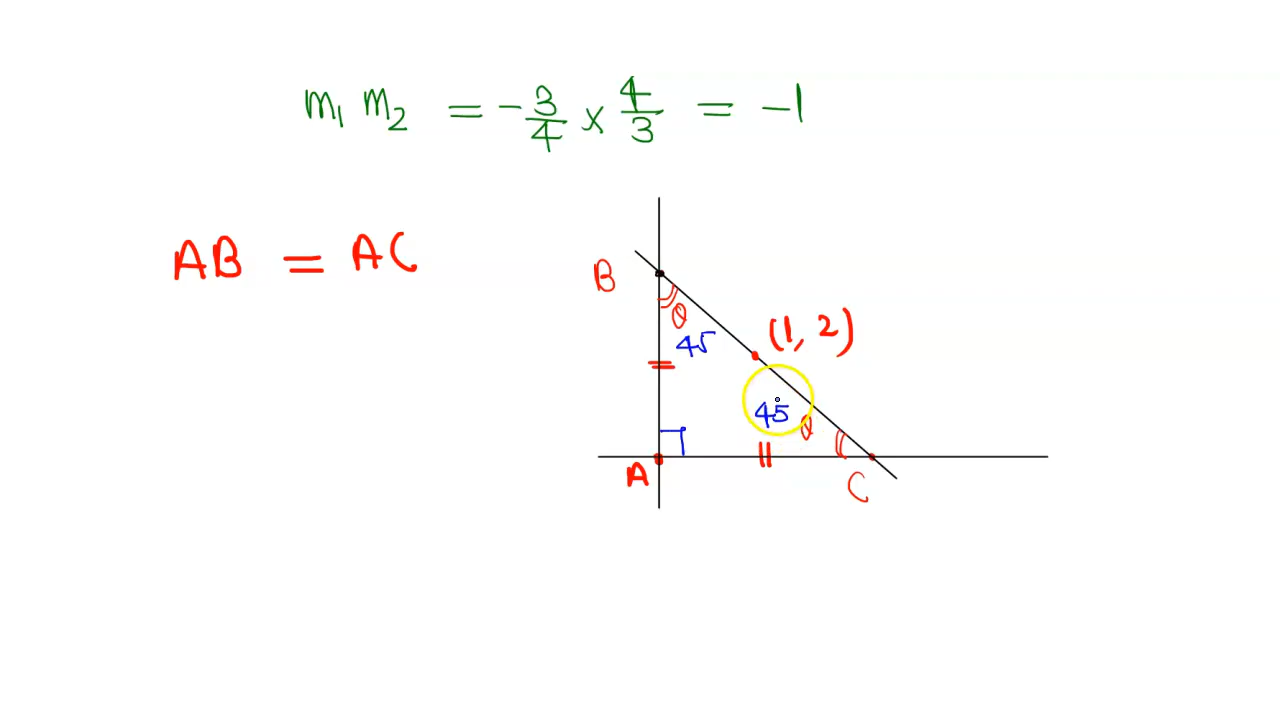 m₁ m₂ = -3/4 × 4/3 = -1
AB = AC
B
θ
45
(1, 2)
45
θ
A
C